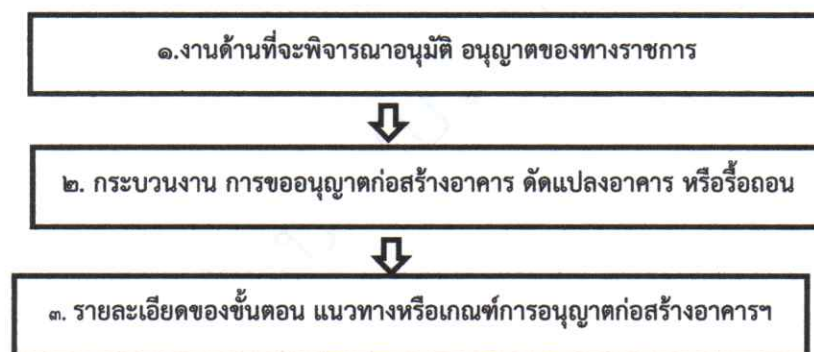 ๑.งานด้านที่จะพิจารณาอนุมัติ อนุญาตของทางราชการ
๒. กระบวนงาน การขออนุญาตก่อสร้างอาคาร ดัดแปลงอาคาร หรือรื้อถอน
๓. รายละเอียดของขั้นตอน แนวทางหรือเกณฑ์การอนุญาตก่อสร้างอาคารฯ